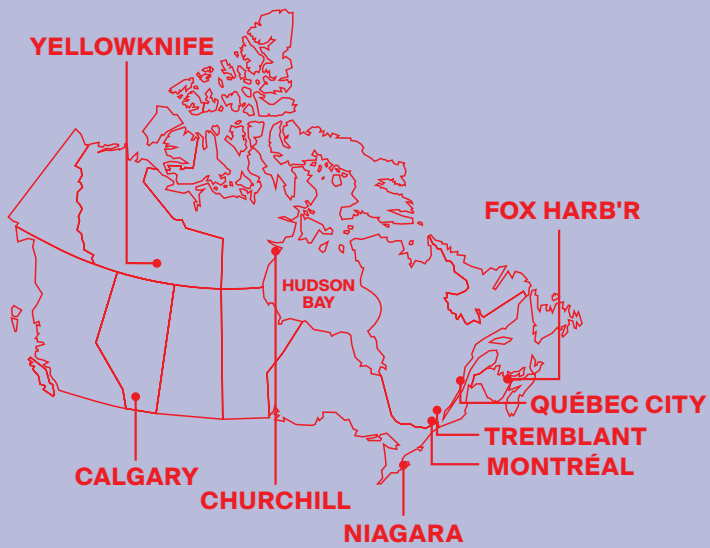 YELLOWKNIFE
FOX HARB'R
HUDSON
BAY
QUÉBEC CITY
TREMBLANT
MONTRÉAL
CALGARY
CHURCHILL
NIAGARA